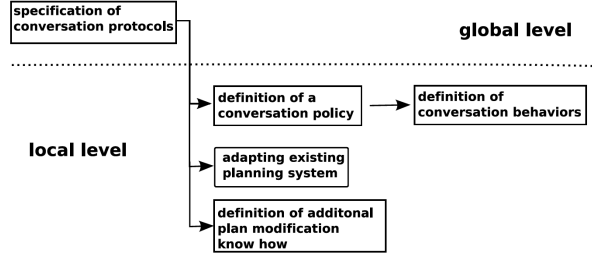 specification of
conversation protocols
global level
definition of a
conversation policy
definition of
conversation behaviors
local level
adapting existing
planning system
definition of additonal
plan modification
know how